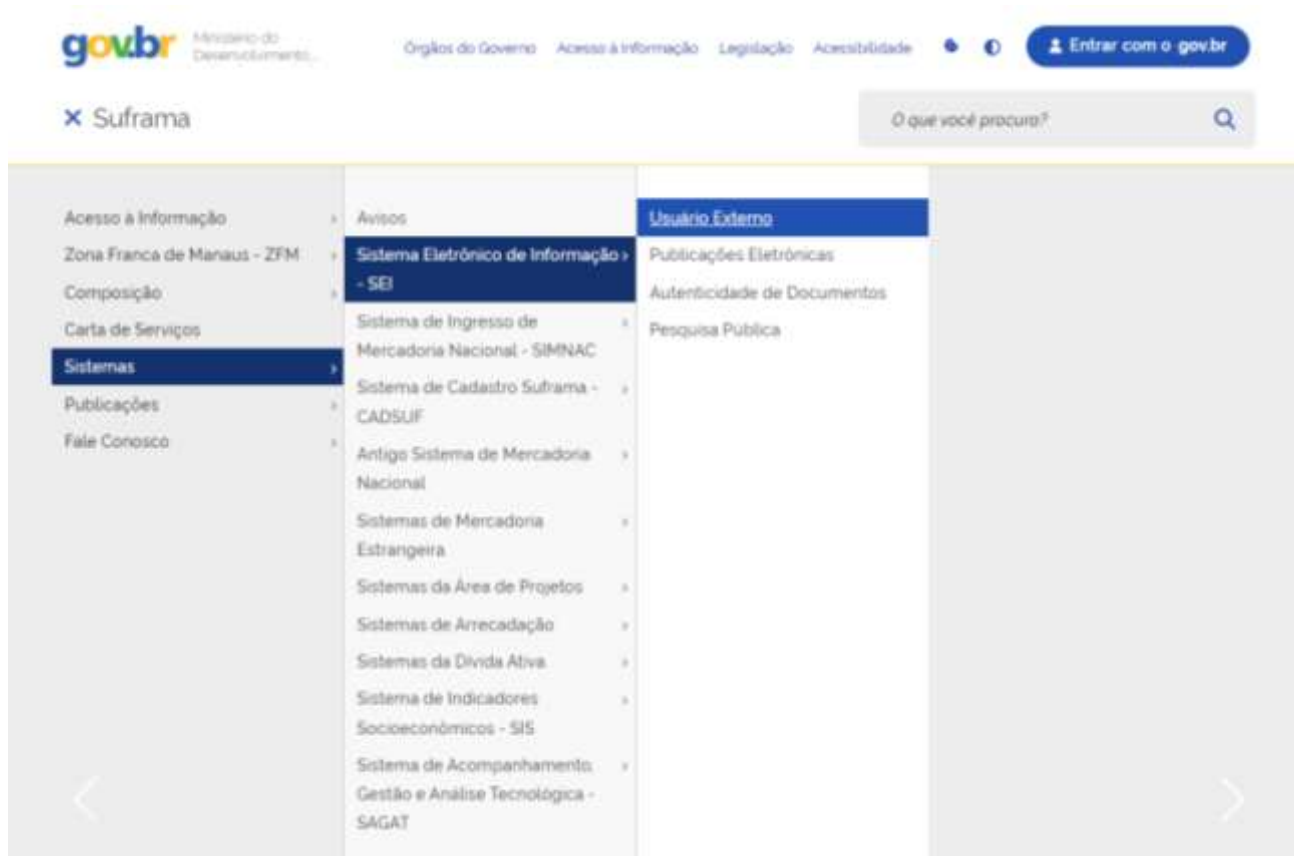 gov.br
Ministério do
Desenvolvimento...
Órgãos do Governo Acesso à Informação Legislação Acessibilidade
Entrar com o gov.br
Suframa
O que você procura?
Acesso à Informação
Zona Franca de Manaus - ZFM
Composição
Carta de Serviços
Sistemas
Publicações
Fale Conosco
Avisos
Sistema Eletrônico de Informação
- SEI
Sistema de Ingresso de
Mercadoria Nacional - SIMNAC
Sistema de Cadastro Suframa -
CADSUF
Antigo Sistema de Mercadoria
Nacional
Sistemas de Mercadoria
Estrangeira
Sistemas da Área de Projetos
Sistemas de Arrecadação
Sistemas da Dívida Ativa
Sistema de Indicadores
Socioeconômicos - SIS
Sistema de Acompanhamento,
Gestão e Análise Tecnológica -
SAGAT
Usuário Externo
Publicações Eletrônicas
Autenticidade de Documentos
Pesquisa Pública